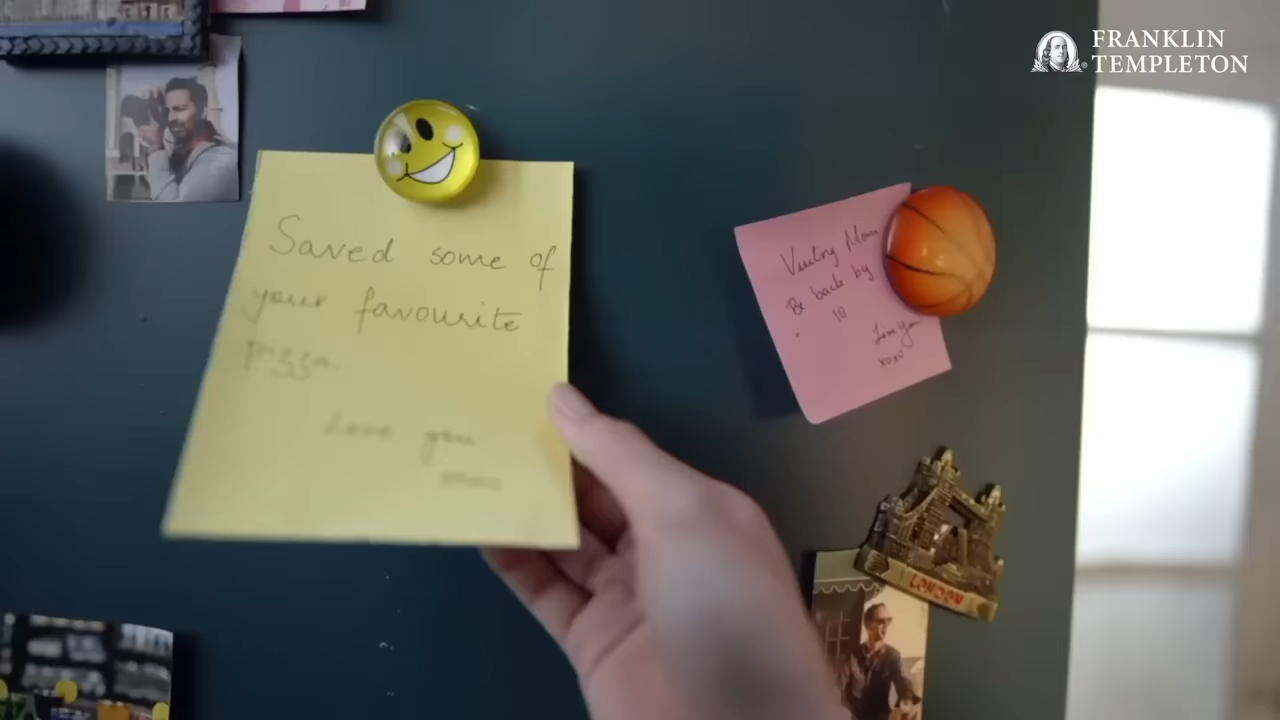 FRANKLIN
TEMPLETON
Saved some of
your favourite
pizza.
Love you
xoxo
Visiting Mom
Be back by
10
Love You
xoxo
LONDON